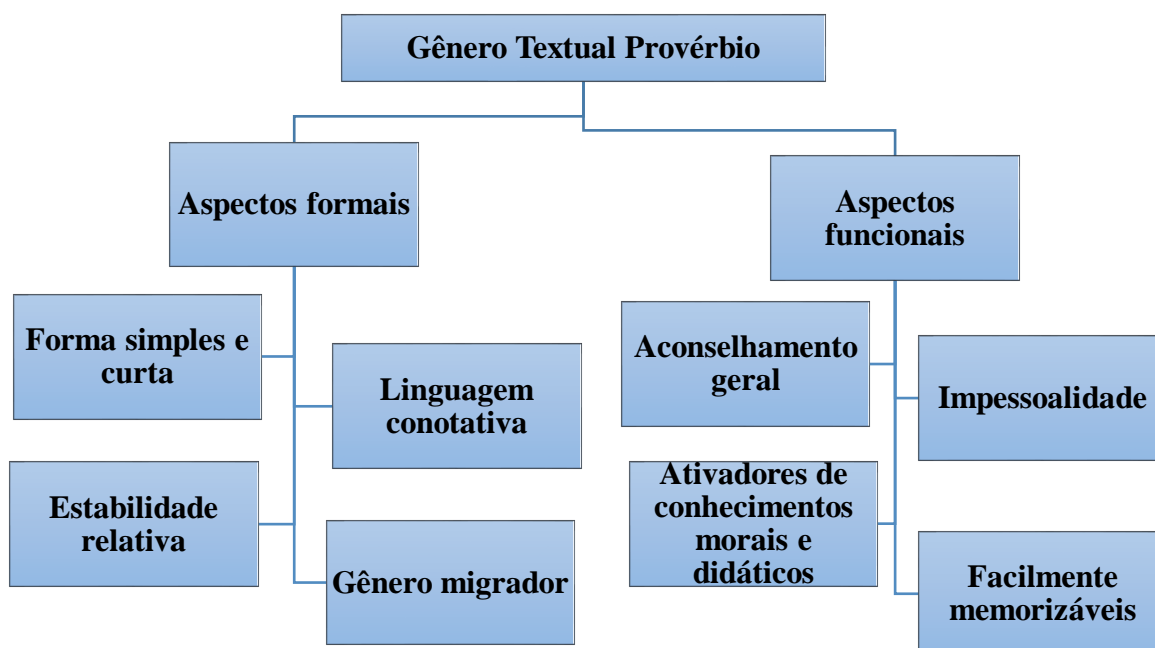 Gênero Textual Provérbio
Aspectos formais
Aspectos
funcionais
Forma simples e
curta
Linguagem
conotativa
Estabilidade
relativa
Gênero migrador
Aconselhamento
geral
Impessoalidade
Ativadores de
conhecimentos
morais e
didáticos
Facilmente
memorizáveis